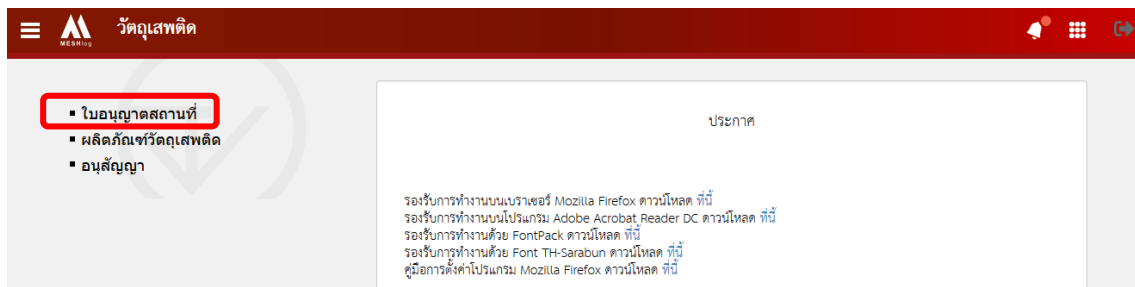 วัตถุเสพติด
MESHlog
ใบอนุญาตสถานที่
ผลิตภัณฑ์วัตถุเสพติด
อนุสัญญา
ประกาศ
รองรับการทำงานบนเบราเซอร์ Mozilla Firefox ดาวน์โหลด ที่นี้
รองรับการทำงานบนโปรแกรม Adobe Acrobat Reader DC ดาวน์โหลด ที่นี้
รองรับการทำงานด้วย FontPack ดาวน์โหลด ที่นี้
รองรับการทำงานด้วย Font TH-Sarabun ดาวน์โหลด ที่นี้
คู่มือการตั้งค่าโปรแกรม Mozilla Firefox ดาวน์โหลด ที่นี้